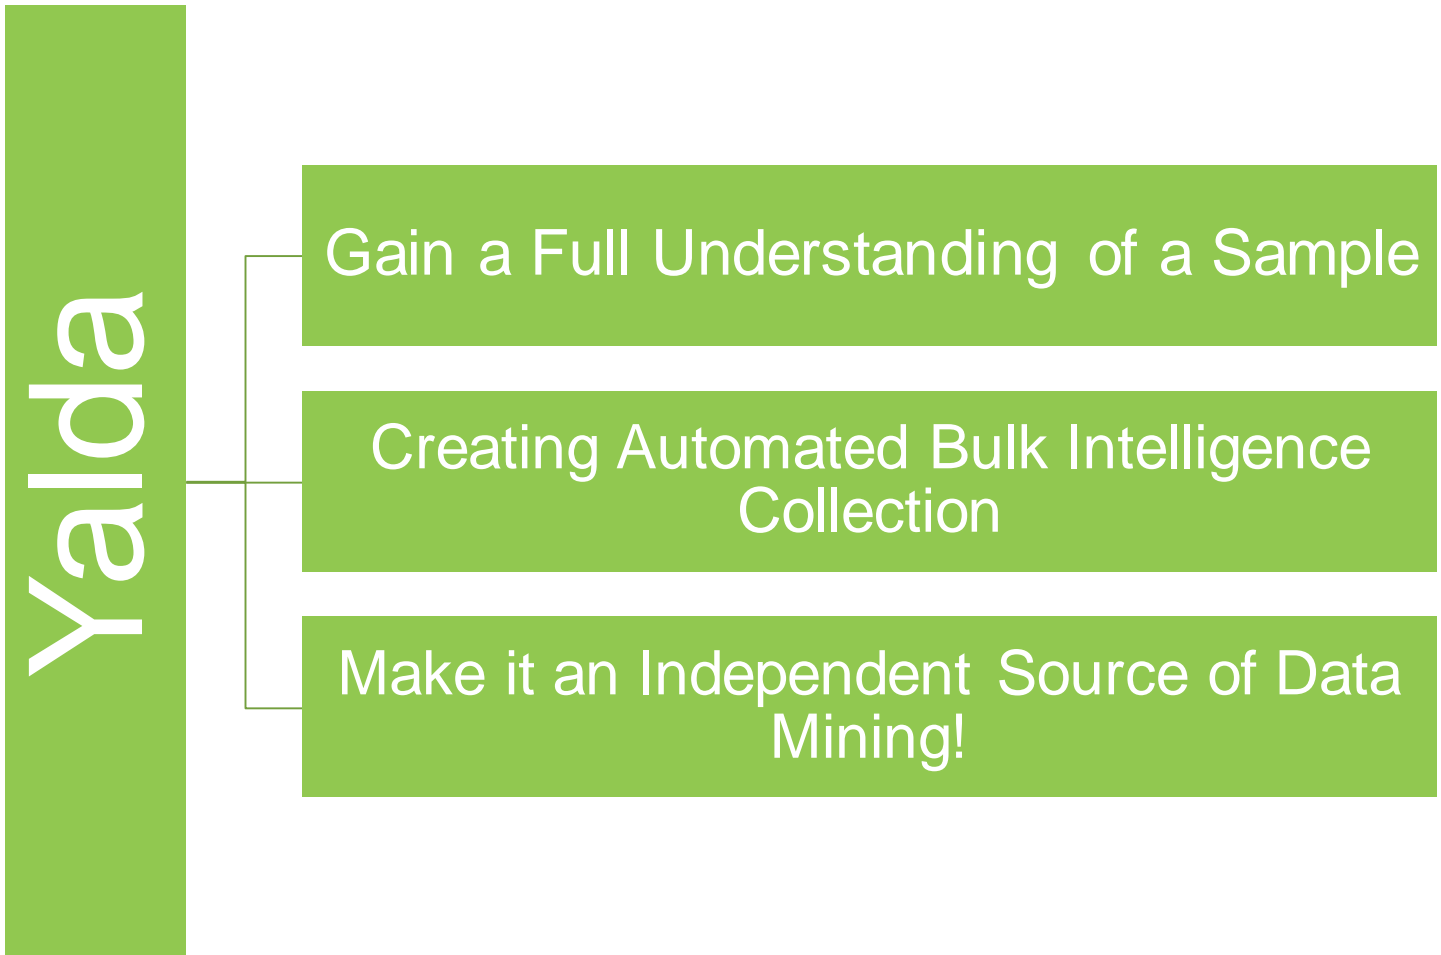 Yalda
Gain a Full Understanding of a Sample
Creating Automated Bulk Intelligence
Collection
Make it an Independent Source of Data
Mining!